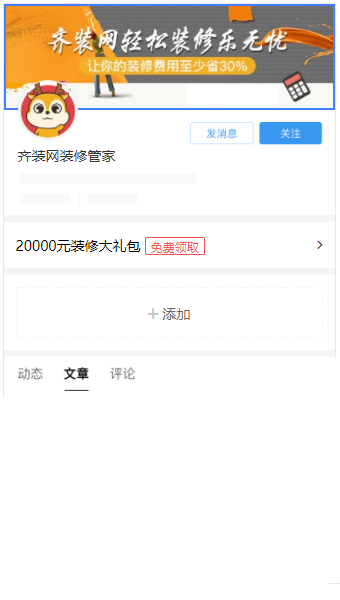 齐装网轻松装修乐无忧
让你的装修费用至少省30%
发消息
关注
齐装网装修管家
20000元装修大礼包 免费领取
添加
动态 文章 评论